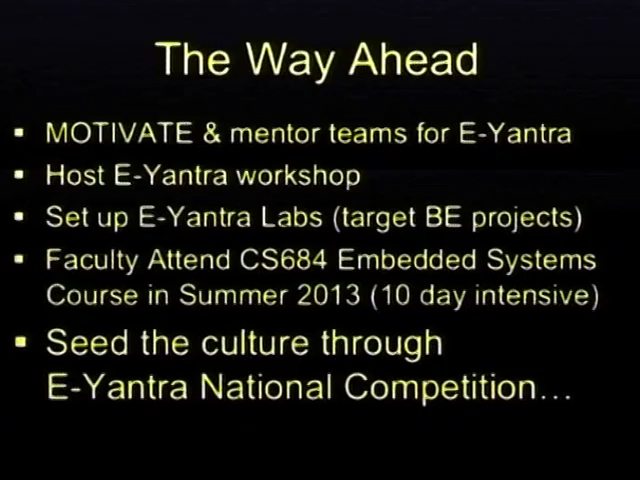 The Way Ahead
▪ MOTIVATE & mentor teams for E-Yantra
▪ Host E-Yantra workshop
▪ Set up E-Yantra Labs (target BE projects)
▪ Faculty Attend CS684 Embedded Systems
Course in Summer 2013 (10 day intensive)
▪ Seed the culture through
E-Yantra National Competition…